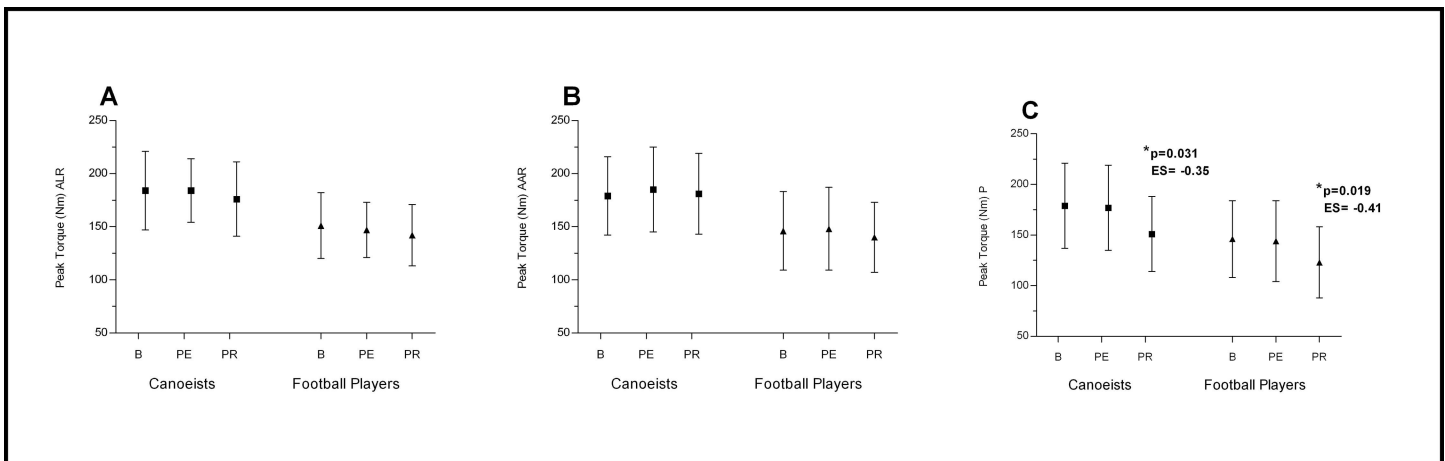 A
Peak Torque (Nm) ALR
250
200
150
100
50
B PE PR B PE PR
Canoeists Football Players
B
Peak Torque (Nm) AAR
250
200
150
100
50
B PE PR B PE PR
Canoeists Football Players
C
Peak Torque (Nm) P
250
200
150
100
50
*p=0.031
ES= -0.35
*p=0.019
ES= -0.41
B PE PR B PE PR
Canoeists Football Players